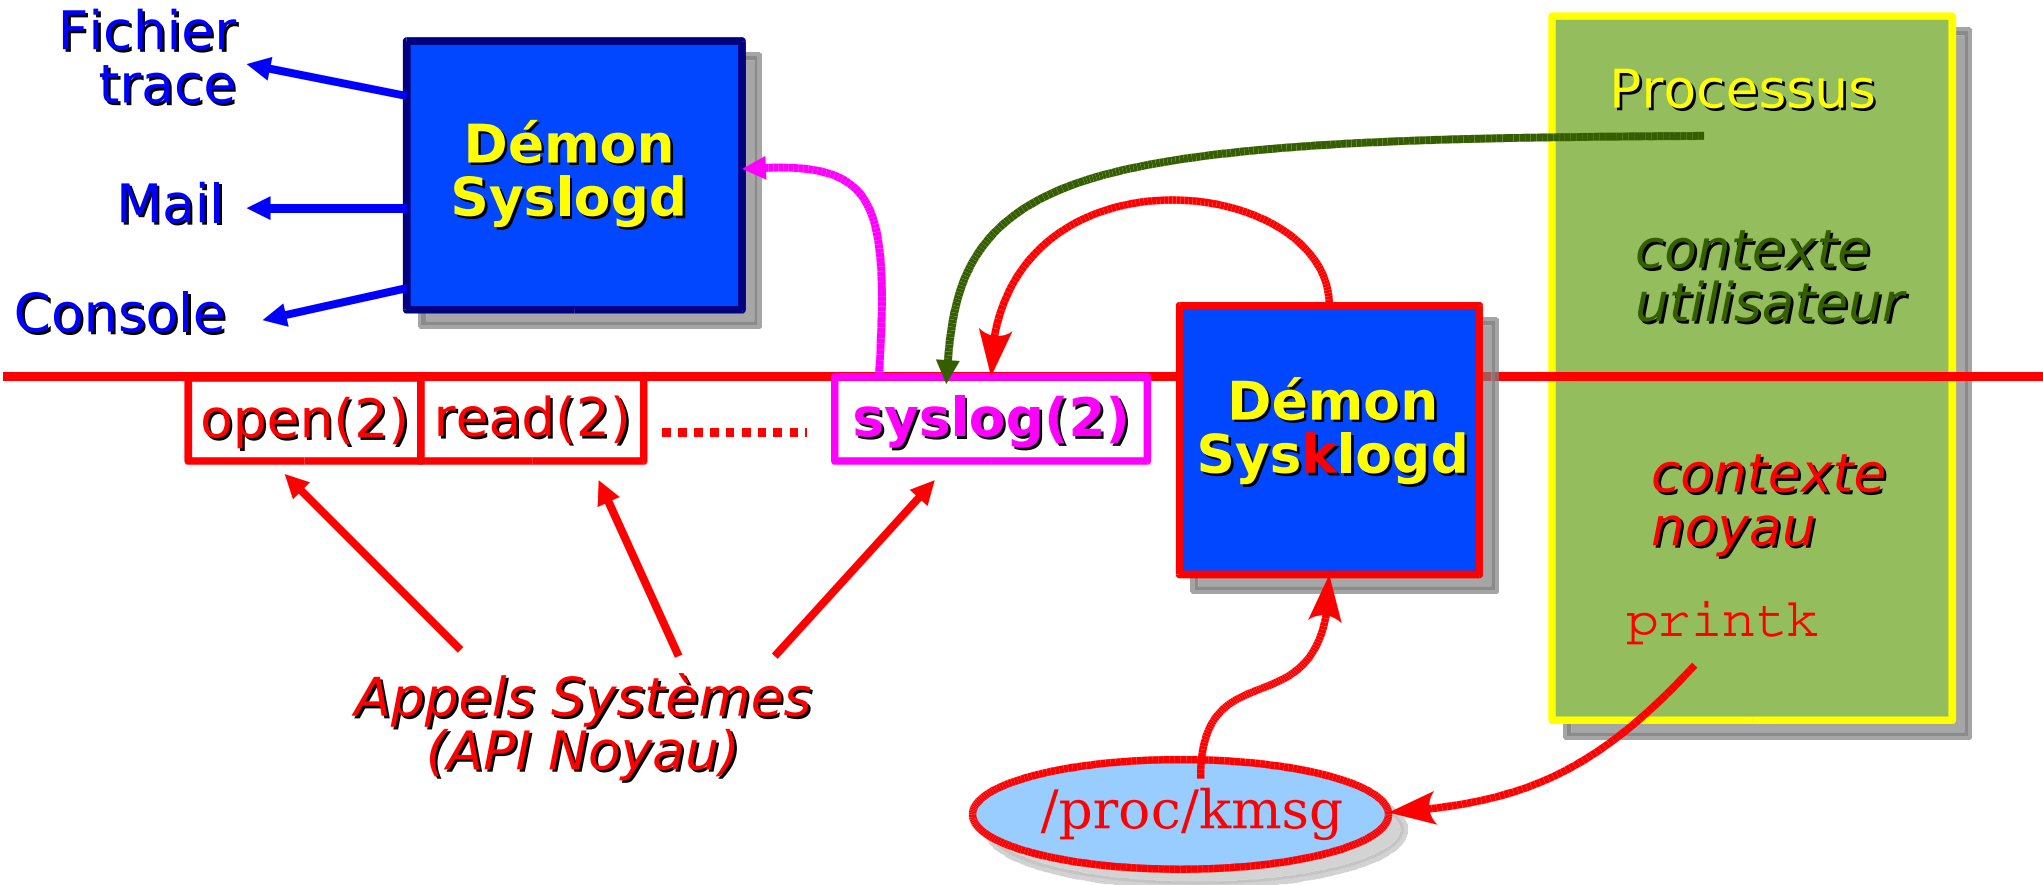 Fichier
trace
Mail
Console
Démon
Syslogd
Processus
contexte
utilisateur
open(2)
read(2)
syslog(2)
Démon
Sysklogd
contexte
noyau
printk
Appels Systèmes
(API Noyau)
/proc/kmsg